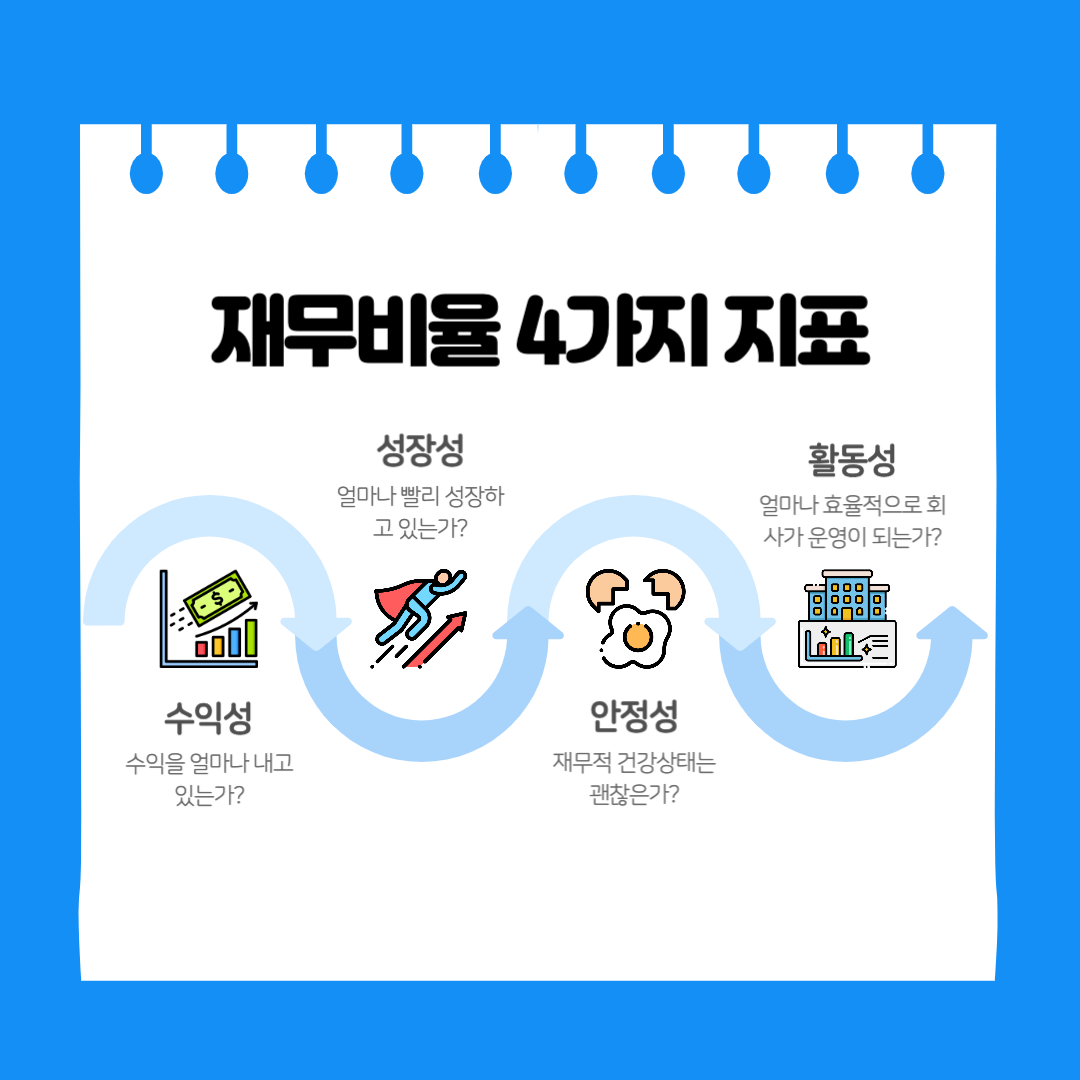 재무비율 4가지 지표
수익성
수익을 얼마나 내고
있는가?
성장성
얼마나 빨리 성장하
고 있는가?
안정성
재무적 건강상태는
괜찮은가?
활동성
얼마나 효율적으로 회
사가 운영이 되는가?